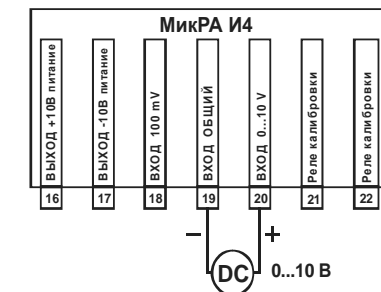 МикРА И4
ВЫХОД +10В питание
ВЫХОД -10В питание
ВХОД 100 mV
ВХОД ОБЩИЙ
ВХОД 0...10 V
Реле калибровки
Реле калибровки
16 17 18 19 20 21 22
− +
DC 0...10 В